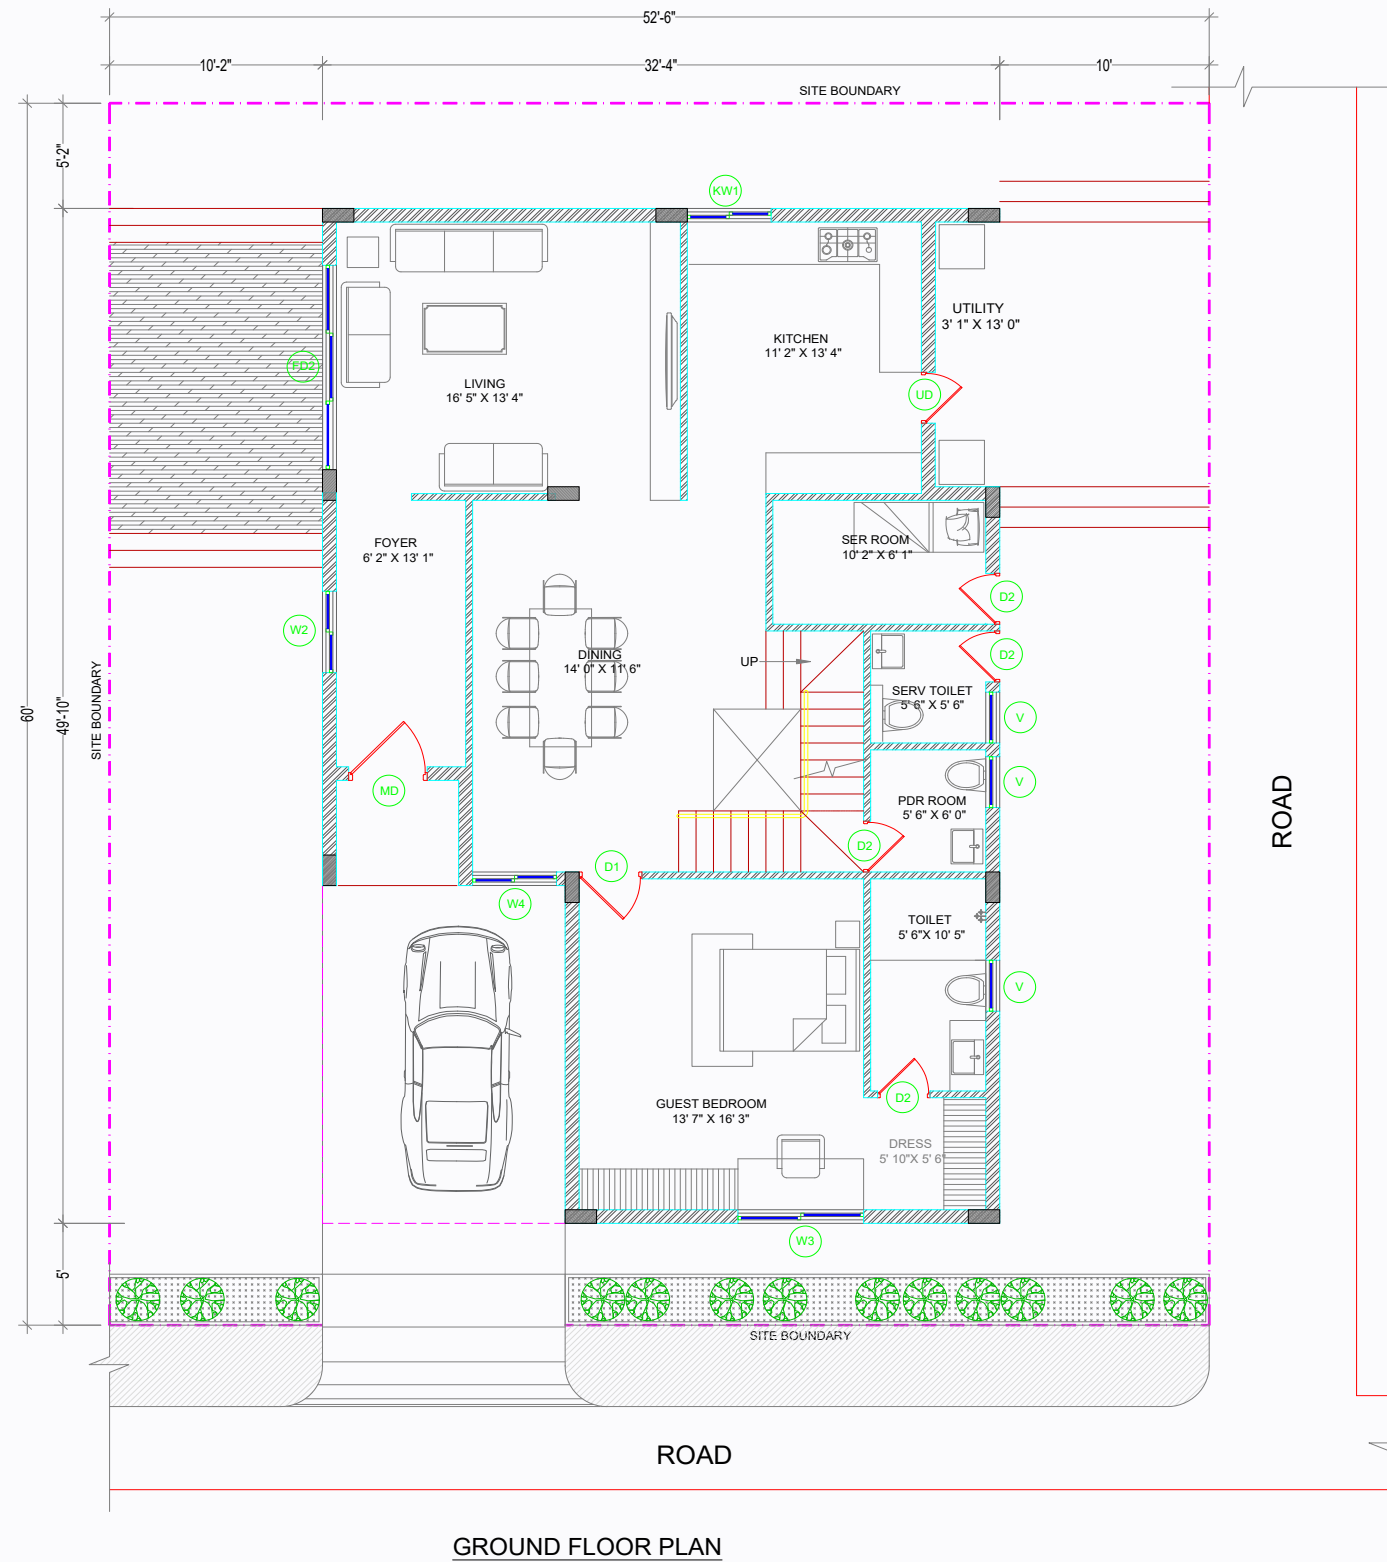 52'-6"
10'-2"
32'-4"
10'
SITE BOUNDARY
5'-2"
KW1
UTILITY
3' 1" X 13' 0"
KITCHEN
11' 2" X 13' 4"
FD2
LIVING
16' 5" X 13' 4"
UD
FOYER
6' 2" X 13' 1"
SER ROOM
10' 2" X 6' 1"
D2
W2
D2
DINING
14' 0" X 11' 6"
UP
SERV TOILET
5' 6" X 5' 6"
V
SITE BOUNDARY
60'
49'-10"
MD
V
PDR ROOM
5' 6" X 6' 0"
ROAD
D2
D1
W4
TOILET
5' 6"X 10' 5"
V
GUEST BEDROOM
13' 7" X 16' 3"
D2
DRESS
5' 10"X 5' 6"
W3
5'
SITE BOUNDARY
ROAD
GROUND FLOOR PLAN